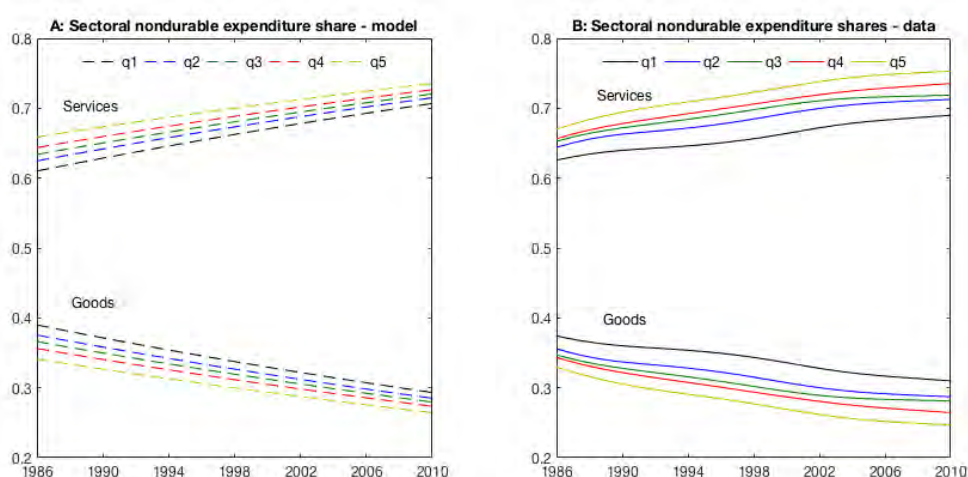 A: Sectoral nondurable expenditure share - model
0.8
q1 q2 q3 q4 q5
Services
0.7
0.6
0.5
Goods
0.4
0.3
0.2
1986 1990 1994 1998 2002 2006 2010
B: Sectoral nondurable expenditure shares - data
0.8
q1 q2 q3 q4 q5
Services
0.7
0.6
0.5
Goods
0.4
0.3
0.2
1986 1990 1994 1998 2002 2006 2010